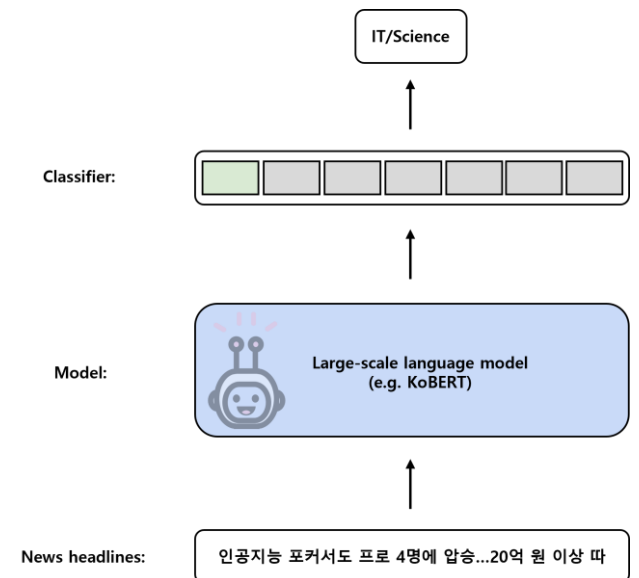 IT/Science
Classifier:
Model:
Large-scale language model
(e.g. KoBERT)
News headlines:
인공지능 포커서도 프로 4명에 압승...20억 원 이상 따